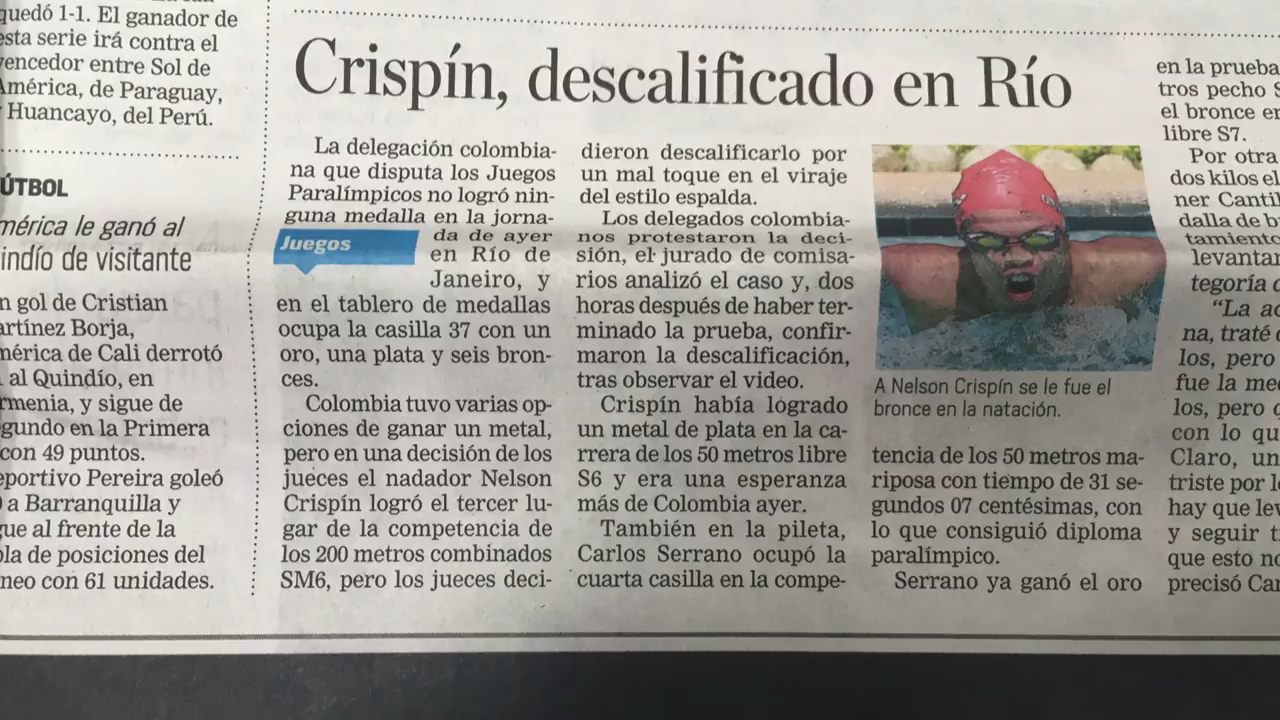 quedó 1-1. El ganador de
esta serie irá contra el
vencedor entre Sol de
América, de Paraguay,
y Huancayo, del Perú.
ÚTBOL
mérica le ganó al
indío de visitante
n gol de Cristian
artínez Borja,
mérica de Cali derrotó
al Quindío, en
rmenia, y sigue de
gundo en la Primera
con 49 puntos.
eportivo Pereira goleó
a Barranquilla y
gue al frente de la
bla de posiciones del
neo con 61 unidades.
Crispín, descalificado en Río
La delegación colombia-
na que disputa los Juegos
Paralímpicos no logró nin-
guna medalla en la jorna-
Juegos
da de ayer
en Río de
Janeiro, y
en el tablero de medallas
ocupa la casilla 37 con un
oro, una plata y seis bron-
ces.
Colombia tuvo varias op-
ciones de ganar un metal,
pero en una decisión de los
jueces el nadador Nelson
Crispín logró el tercer lu-
gar de la competencia de
los 200 metros combinados
SM6, pero los jueces deci-
dieron descalificarlo por
un mal toque en el viraje
del estilo espalda.
Los delegados colombia-
nos protestaron la deci-
sión, el jurado de comisa-
rios analizó el caso y, dos
horas después de haber ter-
minado la prueba, confir-
maron la descalificación,
tras observar el video.
Crispín había logrado
un metal de plata en la ca-
rrera de los 50 metros libre
S6 y era una esperanza
más de Colombia ayer.
También en la pileta,
Carlos Serrano ocupó la
cuarta casilla en la compe-
A Nelson Crispín se le fue el
bronce en la natación.
tencia de los 50 metros ma-
riposa con tiempo de 31 se-
gundos 07 centésimas, con
lo que consiguió diploma
paralímpico.
Serrano ya ganó el oro
en la prueba
tros pecho S
el bronce en
libre S7.
Por otra
dos kilos el
ner Cantil
dalla de b
tamiento
levantar
tegoría d
“La ac
na, traté d
los, pero
fue la med
los, pero d
con lo qu
Claro, un
triste por l
hay que lev
y seguir t
que esto no
precisó Can